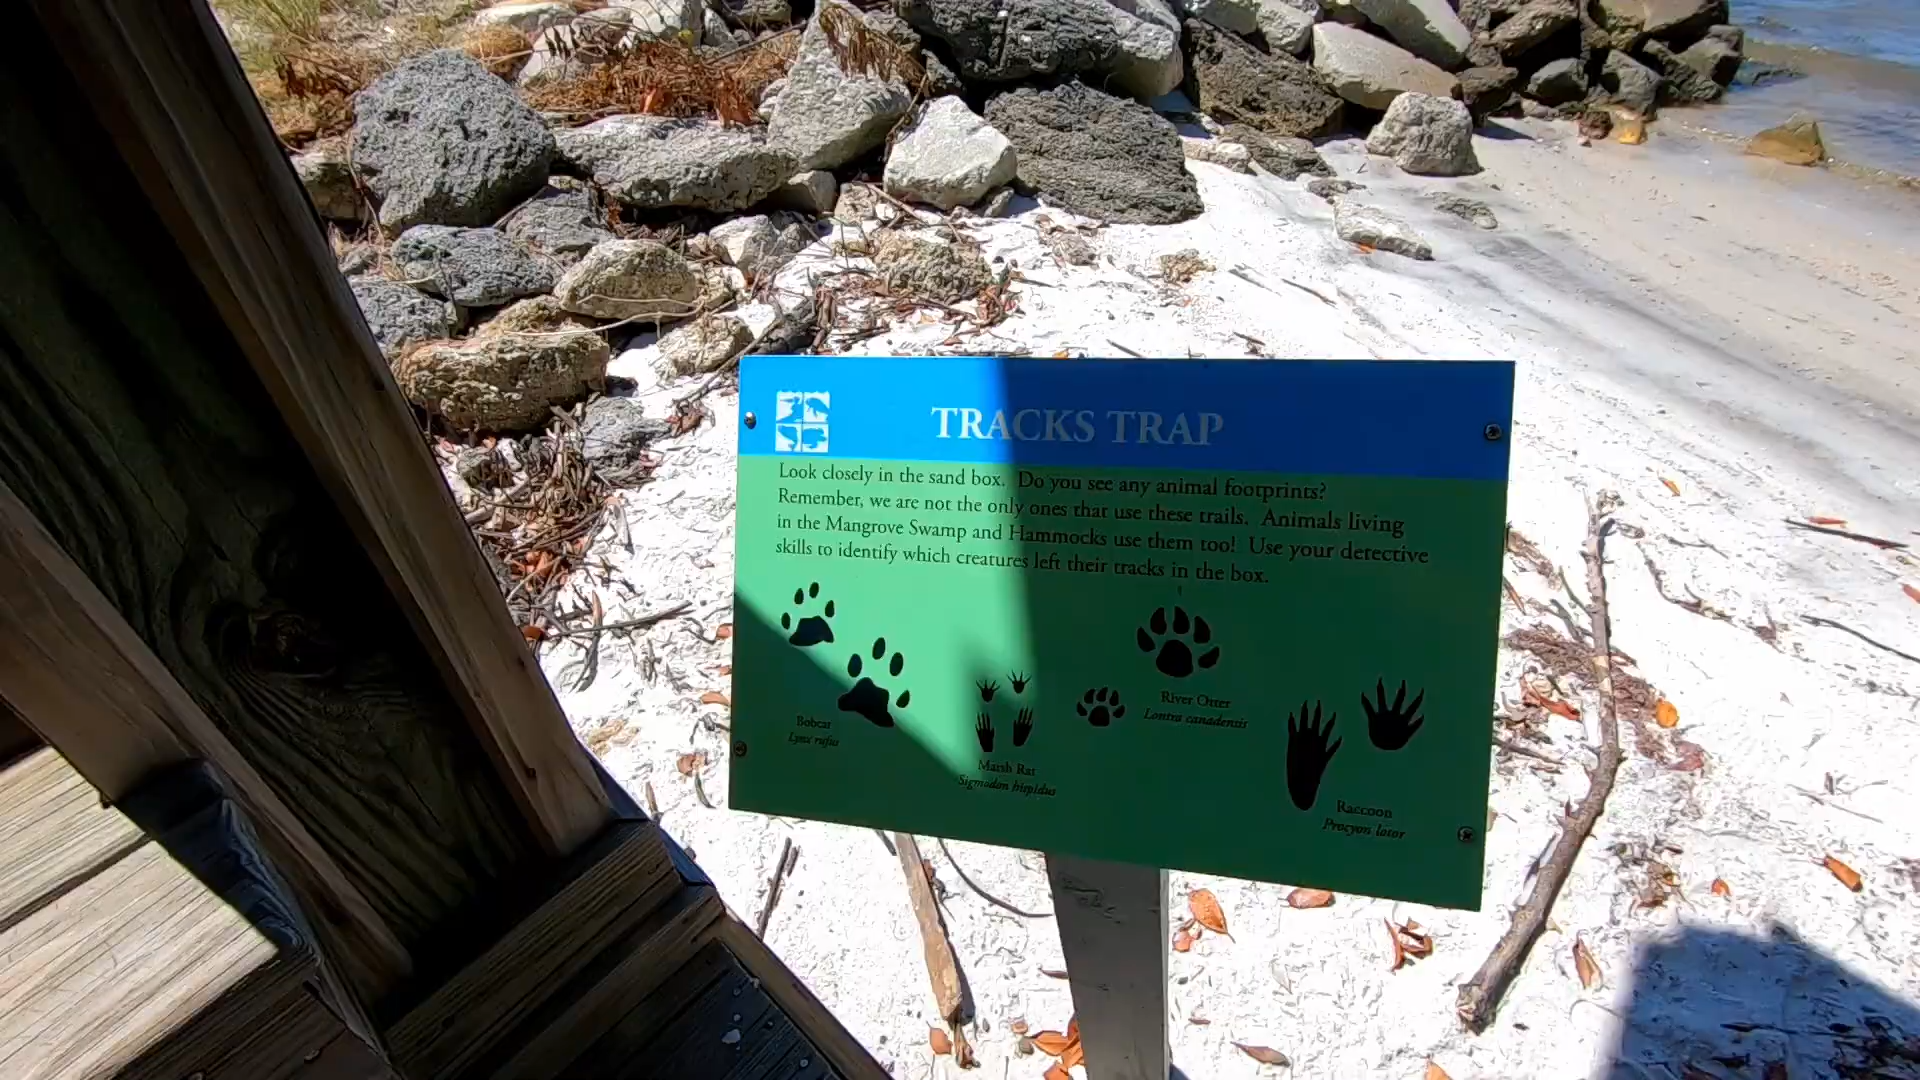 TRACKS TRAP
Look closely in the sand box. Do you see any animal footprints?
Remember, we are not the only ones that use these trails. Animals living
in the Mangrove Swamp and Hammocks use them too! Use your detective
skills to identify which creatures left their tracks in the box.
River Otter
Lontra canadensis
Bobcat
Lynx rufus
Marsh Rat
Sigmodon hispidus
Raccoon
Procyon lotor